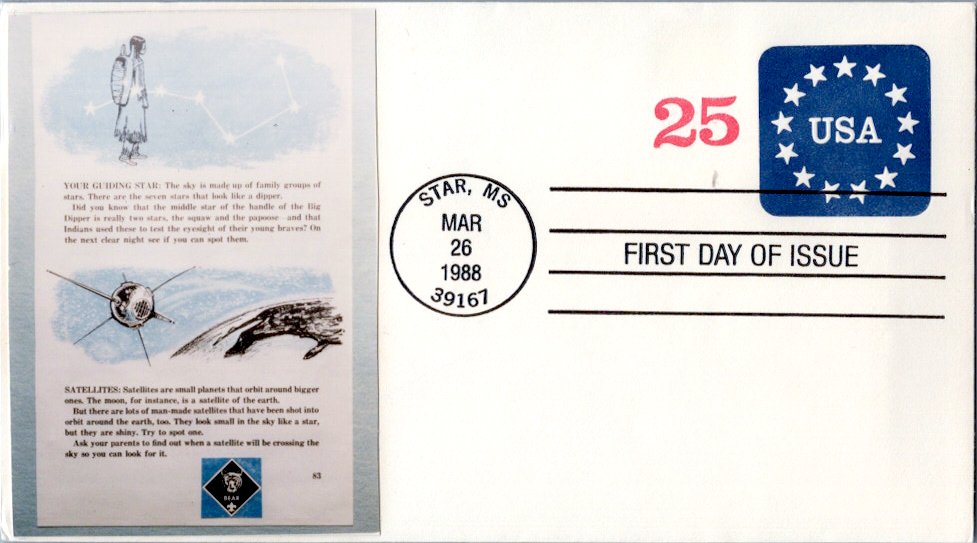 YOUR GUIDING STAR: The sky is made up of family groups of
stars. There are the seven stars that look like a dipper.
Did you know that the middle star of the handle of the Big
Dipper is really two stars, the squaw and the papoose - and that
Indians used these to test the eyesight of their young braves? On
the next clear night see if you can spot them.
SATELLITES: Satellites are small planets that orbit around bigger
ones. The moon, for instance, is a satellite of the earth.
But there are lots of man-made satellites that have been shot into
orbit around the earth, too. They look small in the sky like a star,
but they are shiny. Try to spot one.
Ask your parents to find out when a satellite will be crossing the
sky so you can look for it.
BEAR
83
STAR, MS
MAR
26
1988
39167
25
USA
FIRST DAY OF ISSUE